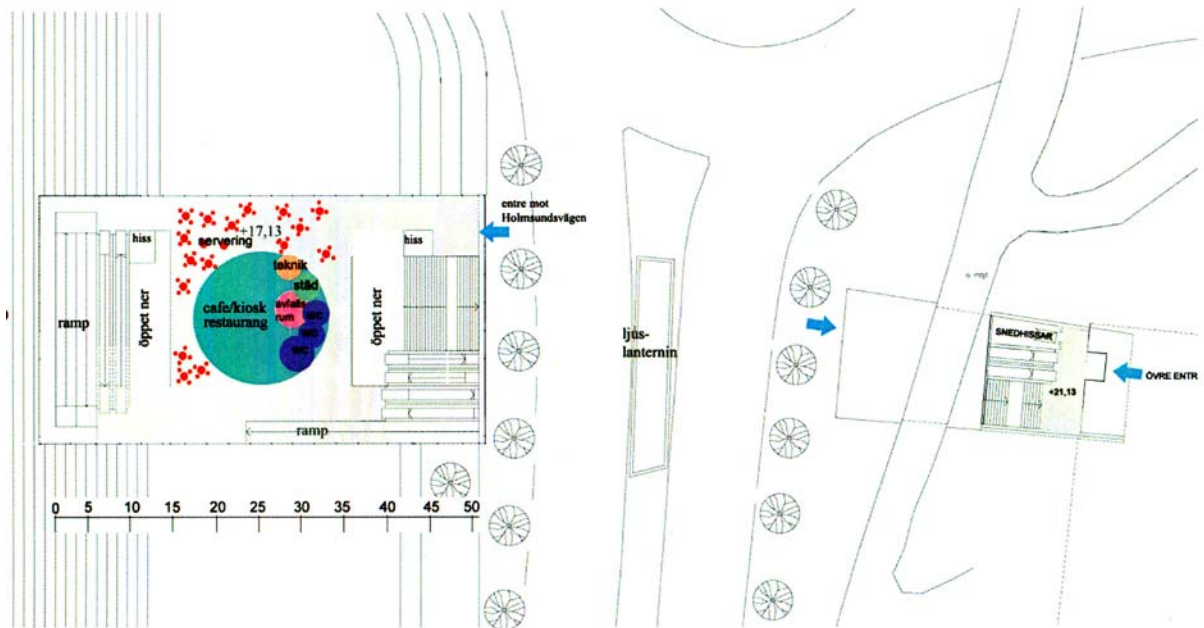 entre mot
Holmsundsvägen
+17,13
servering
hiss
hiss
teknik
städ
cafe/kiosk
restaurang
avfalls
rum
WC
WC
WC
ramp
öppet ner
öppet ner
ramp
0 5 10 15 20 25 30 35 40 45 50
ljus-
lanternin
SNEDHISSAR
+21,13
ÖVRE ENTR